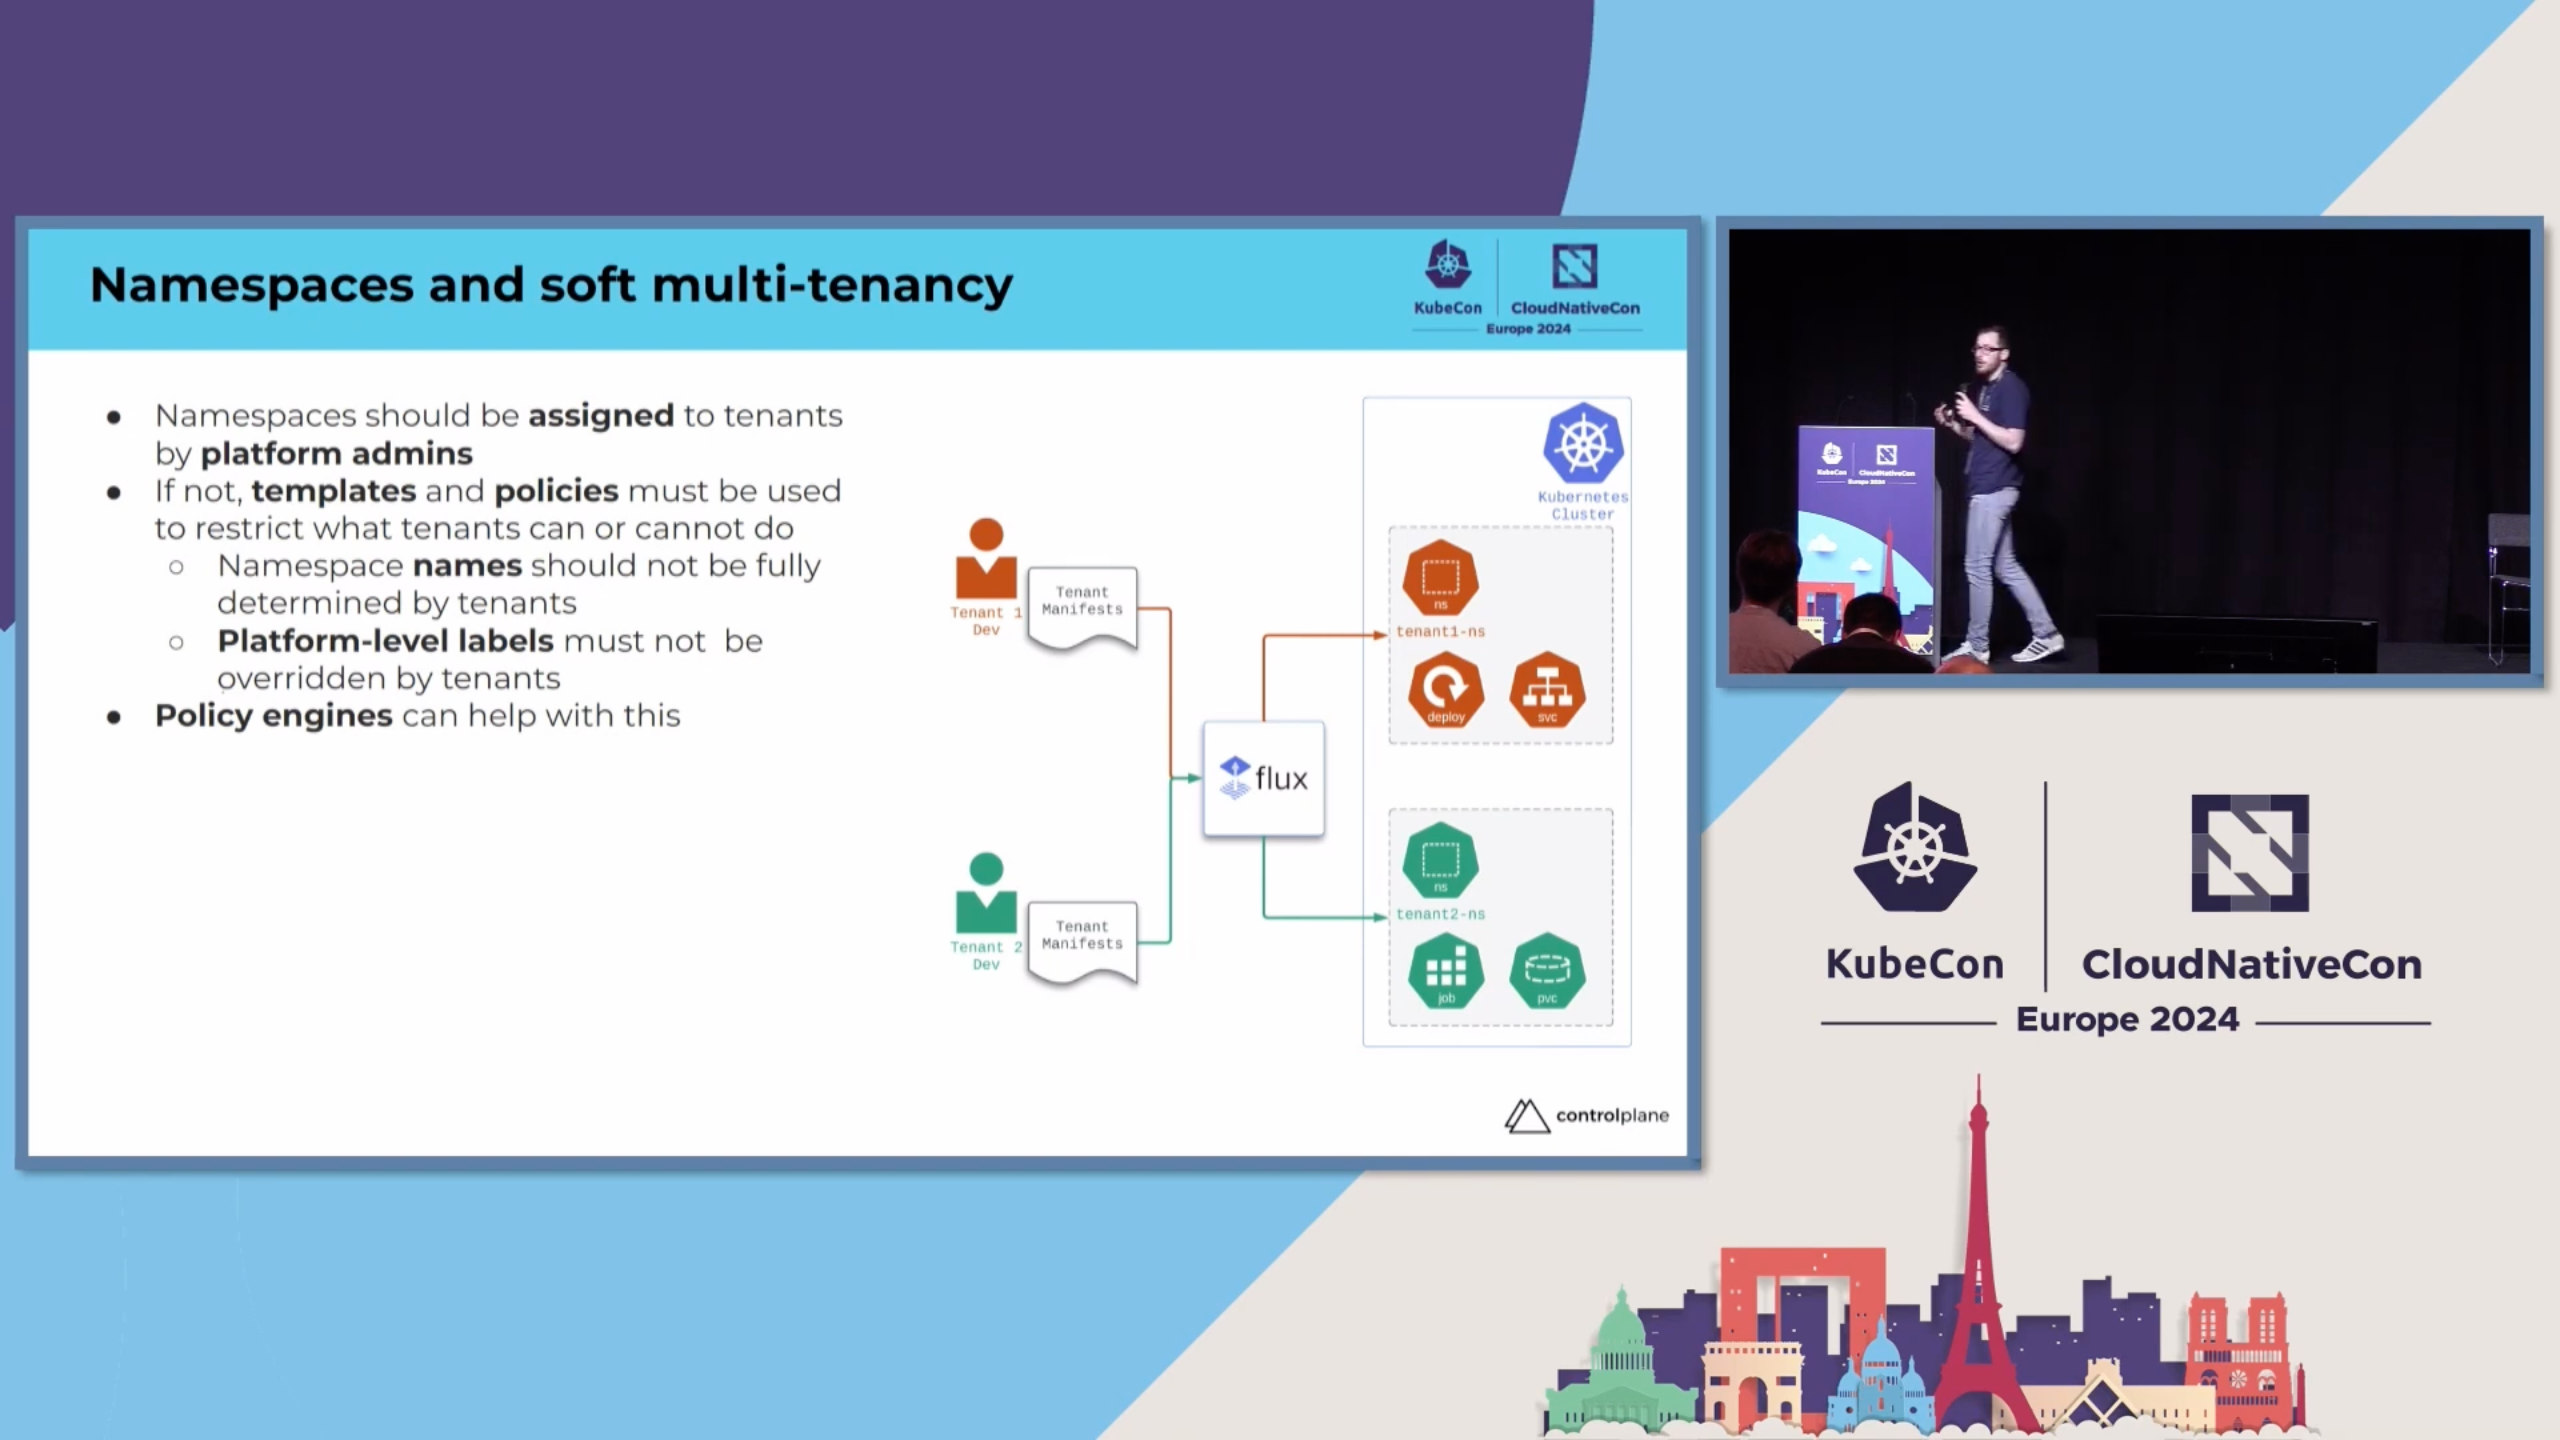 Namespaces and soft multi-tenancy
KubeCon
CloudNativeCon
Europe 2024
● Namespaces should be assigned to tenants
by platform admins
● If not, templates and policies must be used
to restrict what tenants can or cannot do
○ Namespace names should not be fully
determined by tenants
○ Platform-level labels must not be
overridden by tenants
● Policy engines can help with this
Tenant 1
Dev
Tenant
Manifests
Tenant 2
Dev
Tenant
Manifests
flux
Kubernetes
Cluster
ns
tenant1-ns
deploy
svc
ns
tenant2-ns
job
pvc
controlplane
KubeCon
CloudNativeCon
Europe 2024
KubeCon
CloudNativeCon
Europe 2024